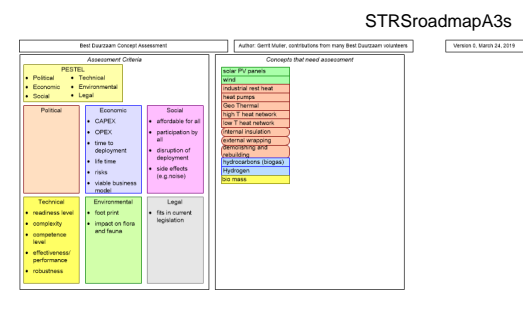 STRSroadmapA3s
Best Duurzaam Concept Assessment
Author: Gerrit Muller, contributions from many Best Duurzaam volunteers
Version 0, March 24, 2019
Assessment Criteria
PESTEL
• Political
• Economic
• Social
• Technical
• Environmental
• Legal
Political
Economic
• CAPEX
• OPEX
• time to
deployment
• life time
• risks
• viable business
model
Social
• affordable for all
• participation by
all
• disruption of
deployment
• side effects
(e.g.noise)
Technical
• readiness level
• complexity
• competence
level
• effectiveness/
performance
• robustness
Environmental
• foot print
• impact on flora
and fauna
Legal
• fits in current
legislation
Concepts that need assessment
solar PV panels
wind
industrial rest heat
heat pumps
Geo Thermal
high T heat network
low T heat network
internal insulation
external wrapping
demolishing and
rebuilding
hydrocarbons (biogas)
Hydrogen
bio mass